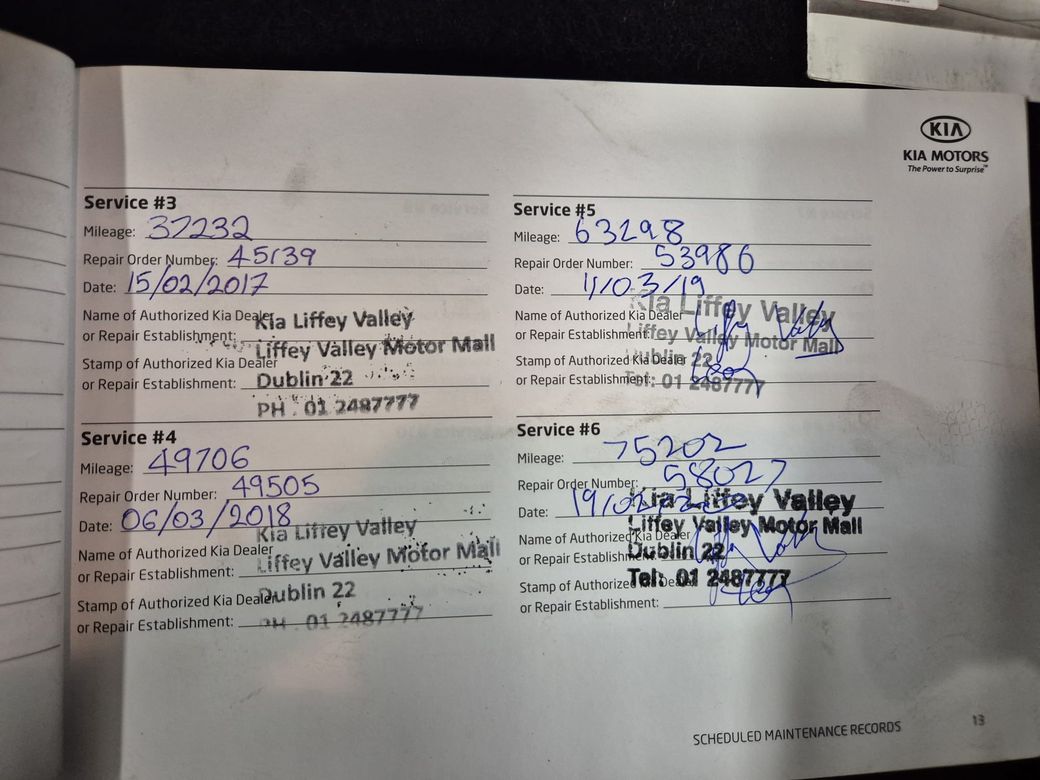 KIA
KIA MOTORS
The Power to Surprise™
Service #3
Mileage: 37232
Repair Order Number: 45139
Date: 15/02/2017
Name of Authorized Kia Dealer
or Repair Establishment:
Kia Liffey Valley
Liffey Valley Motor Mall
Stamp of Authorized Kia Dealer
or Repair Establishment:
Dublin 22
PH : 01 2487777
Service #4
Mileage: 49706
Repair Order Number: 49505
Date: 06/03/2018
Name of Authorized Kia Dealer
or Repair Establishment:
Kia Liffey Valley
Liffey Valley Motor Mall
Stamp of Authorized Kia Dealer
or Repair Establishment:
Dublin 22
PH : 01 2487777
Service #5
Mileage: 63298
Repair Order Number: 53986
Date: 11/03/19
Name of Authorized Kia Dealer
or Repair Establishment:
Kia Liffey Valley
Liffey Valley Motor Mall
Stamp of Authorized Kia Dealer
or Repair Establishment:
Dublin 22
Tel: 01 2487777
Service #6
Mileage: 75202
Repair Order Number: 58027
Date: 19/02/
Name of Authorized Kia Dealer
or Repair Establishment:
Kia Liffey Valley
Liffey Valley Motor Mall
Dublin 22
Tel: 01 2487777
Stamp of Authorized Kia Dealer
or Repair Establishment:
SCHEDULED MAINTENANCE RECORDS
13